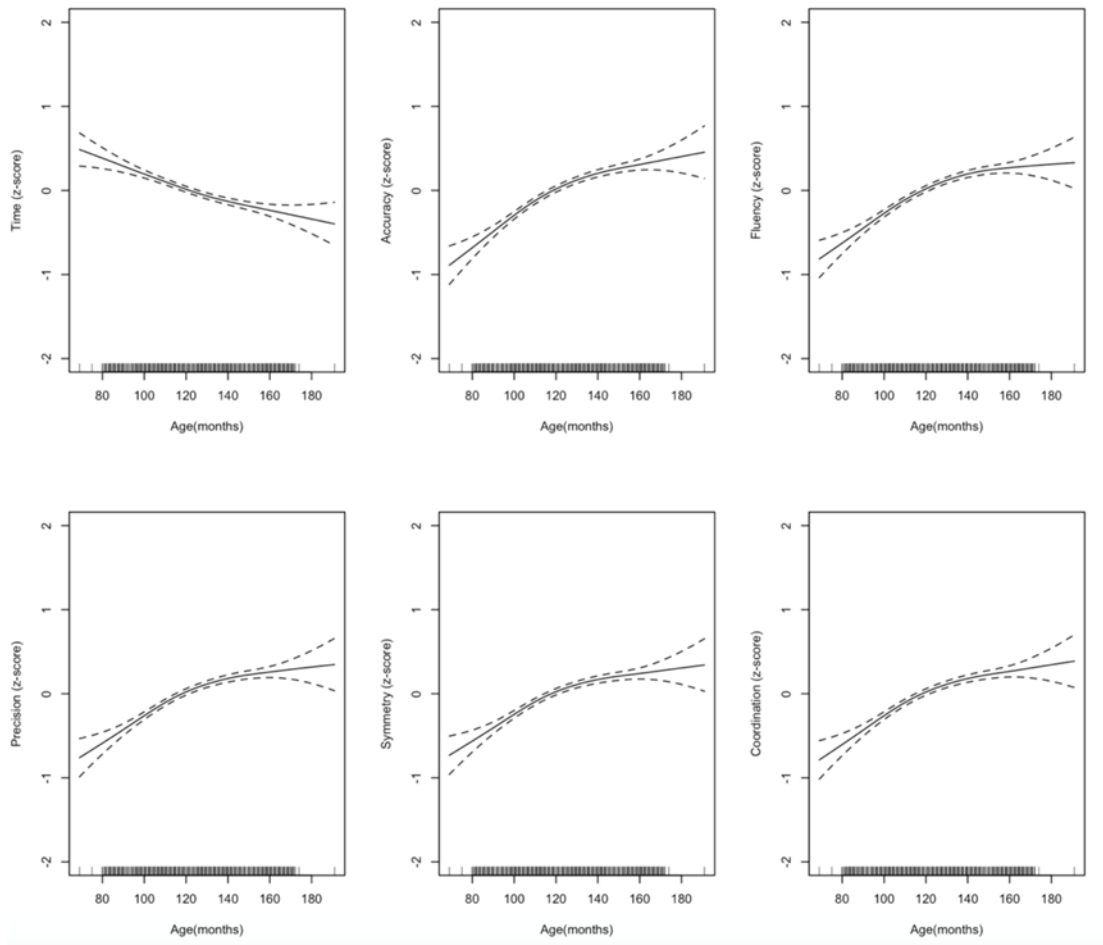 2
1
0
-1
-2
Time (z-score)
80 100 120 140 160 180
Age(months)
2
1
0
-1
-2
Accuracy (z-score)
80 100 120 140 160 180
Age(months)
2
1
0
-1
-2
Fluency (z-score)
80 100 120 140 160 180
Age(months)
2
1
0
-1
-2
Precision (z-score)
80 100 120 140 160 180
Age(months)
2
1
0
-1
-2
Symmetry (z-score)
80 100 120 140 160 180
Age(months)
2
1
0
-1
-2
Coordination (z-score)
80 100 120 140 160 180
Age(months)